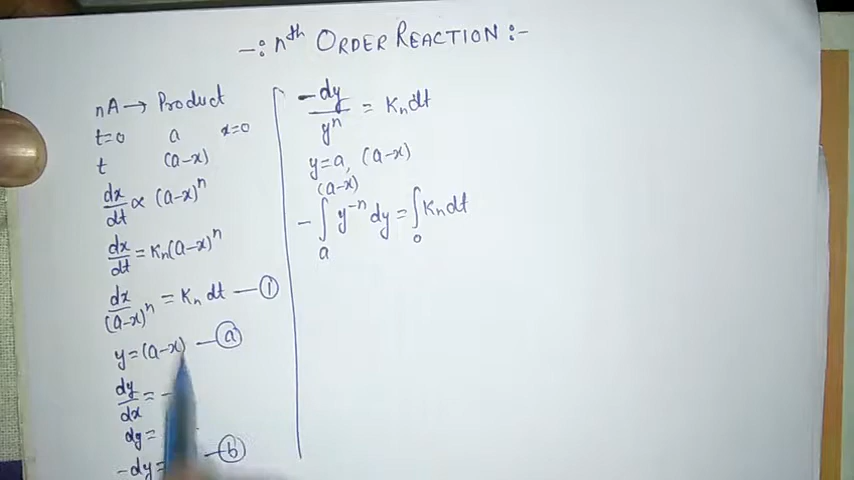 -: nth ORDER REACTION :-
nA → Product
t=0 a x=0
t (a-x)
dx/dt ∝ (a-x)^n
dx/dt = Kn(a-x)^n
dx/(a-x)^n = Kn dt — ①
y=(a-x) — ⓐ
dy/dx = -
dy =
-dy = — ⓑ
-dy/y^n = Kn dt
y=a, (a-x)
-∫_a^(a-x) y^-n dy = ∫_0 Kn dt